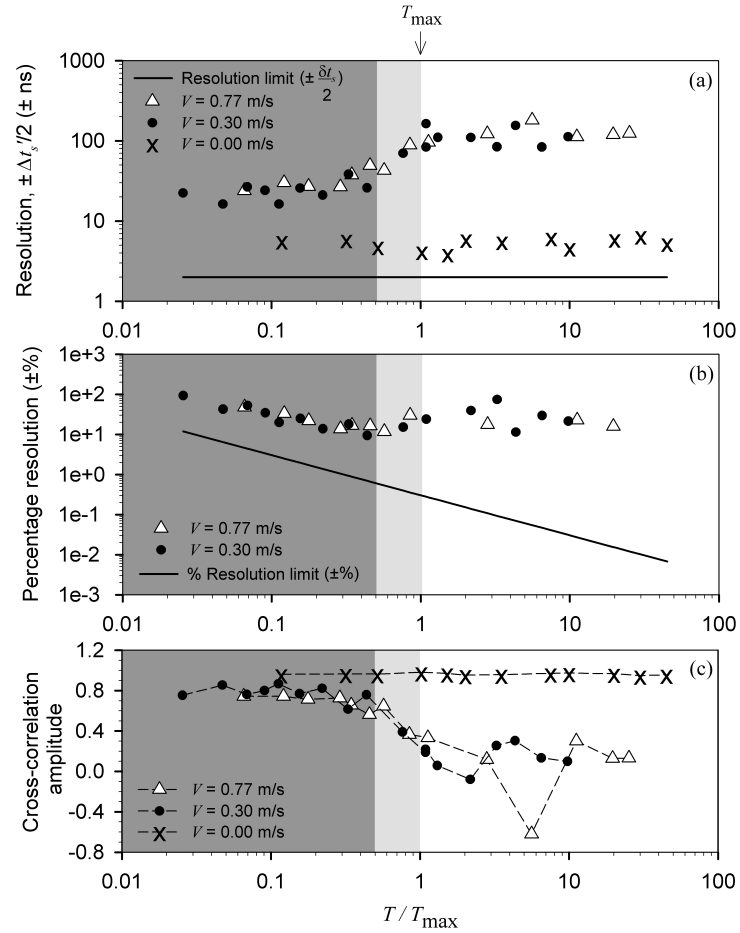 Tmax
Resolution, ± Δts'/2 (± ns)
1000
100
10
1
Resolution limit (± δts/2)
V = 0.77 m/s
V = 0.30 m/s
V = 0.00 m/s
(a)
0.01 0.1 1 10 100
Percentage resolution (±%)
1e+3
1e+2
1e+1
1e+0
1e-1
1e-2
1e-3
(b)
V = 0.77 m/s
V = 0.30 m/s
% Resolution limit (±%)
0.01 0.1 1 10 100
Cross-correlation
amplitude
1.2
0.8
0.4
0.0
-0.4
-0.8
(c)
V = 0.77 m/s
V = 0.30 m/s
V = 0.00 m/s
0.01 0.1 1 10 100
T / Tmax